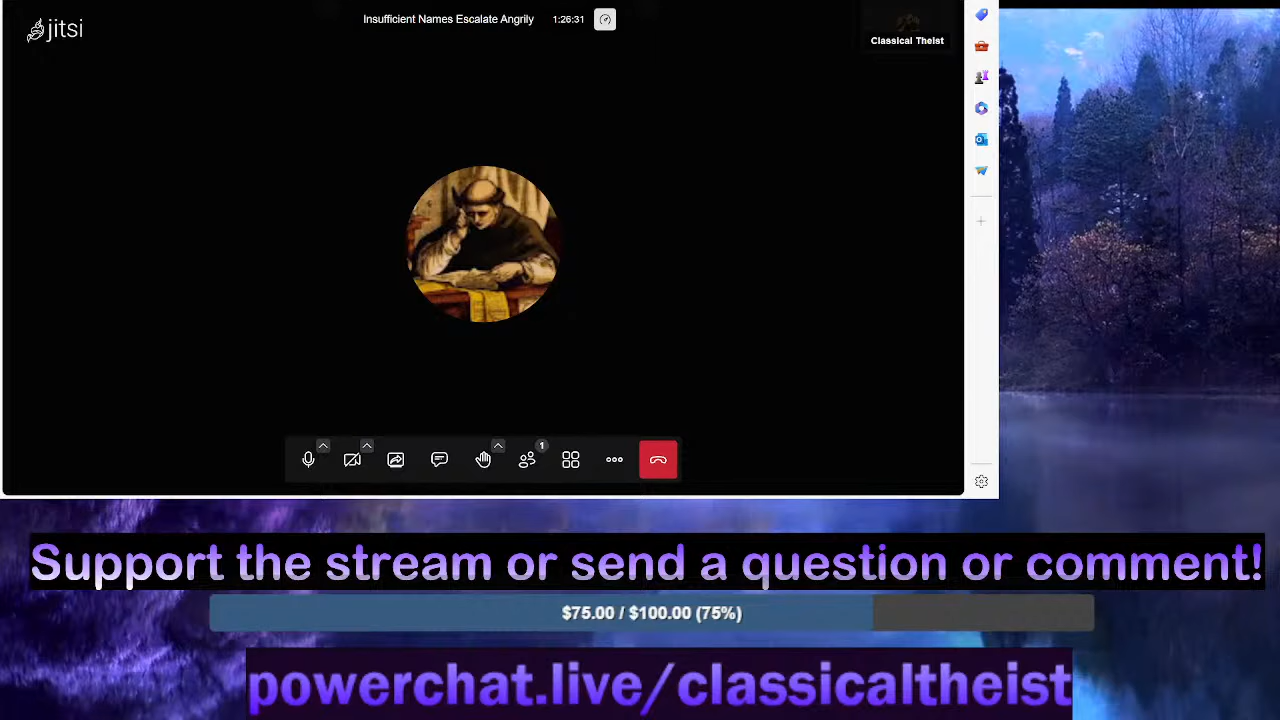 jitsi
Insufficient Names Escalate Angrily 1:26:31
Classical Theist
1
Support the stream or send a question or comment!
$75.00 / $100.00 (75%)
powerchat.live/classicaltheist